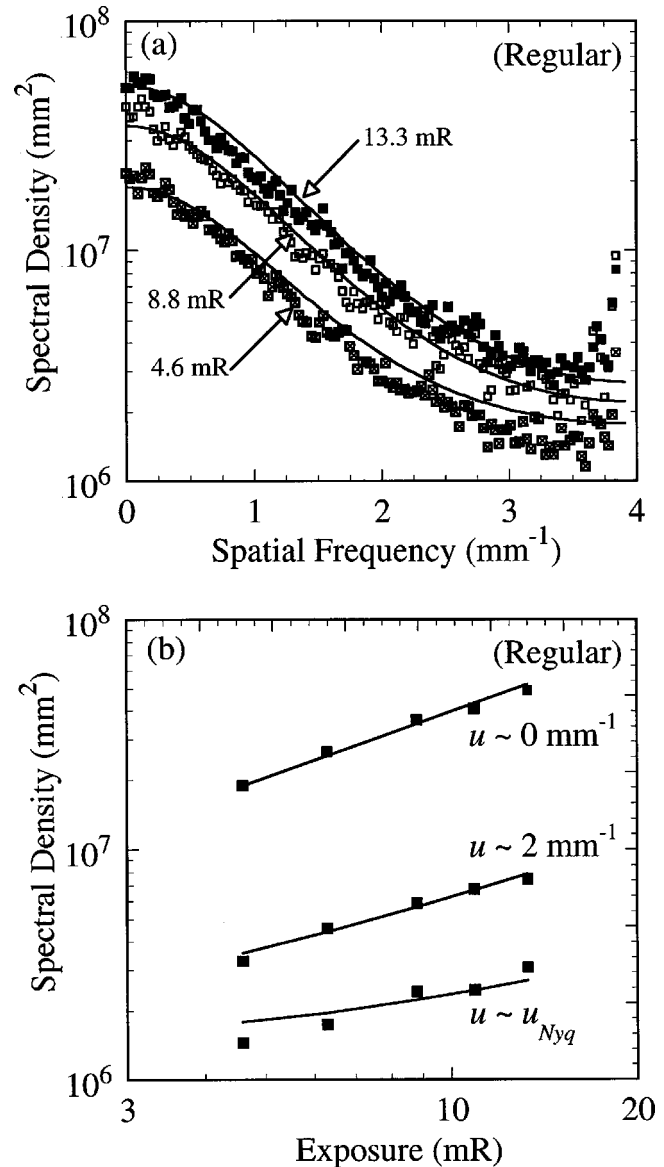 10^8
(a)
(Regular)
Spectral Density (mm^2)
13.3 mR
10^7
8.8 mR
4.6 mR
10^6
0
1
2
3
4
Spatial Frequency (mm^-1)
10^8
(b)
(Regular)
Spectral Density (mm^2)
u ~ 0 mm^-1
10^7
u ~ 2 mm^-1
u ~ u_Nyq
10^6
3
10
20
Exposure (mR)